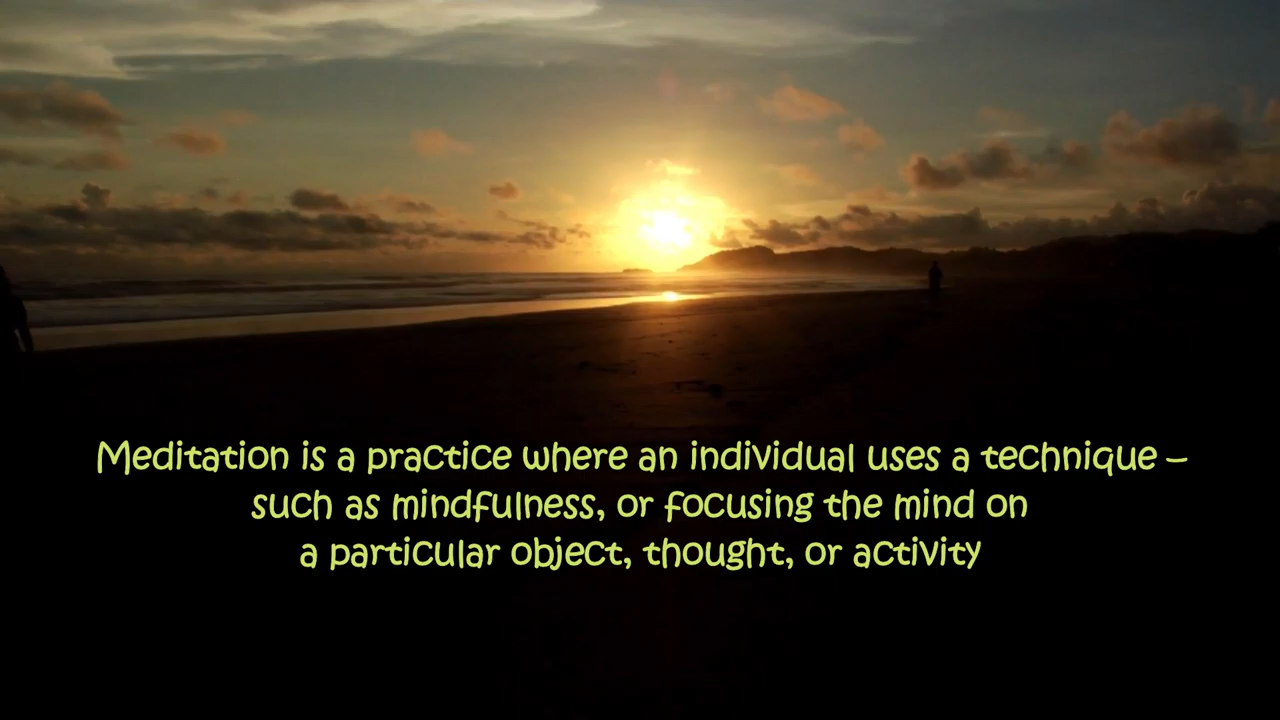 Meditation is a practice where an individual uses a technique –
such as mindfulness, or focusing the mind on
a particular object, thought, or activity